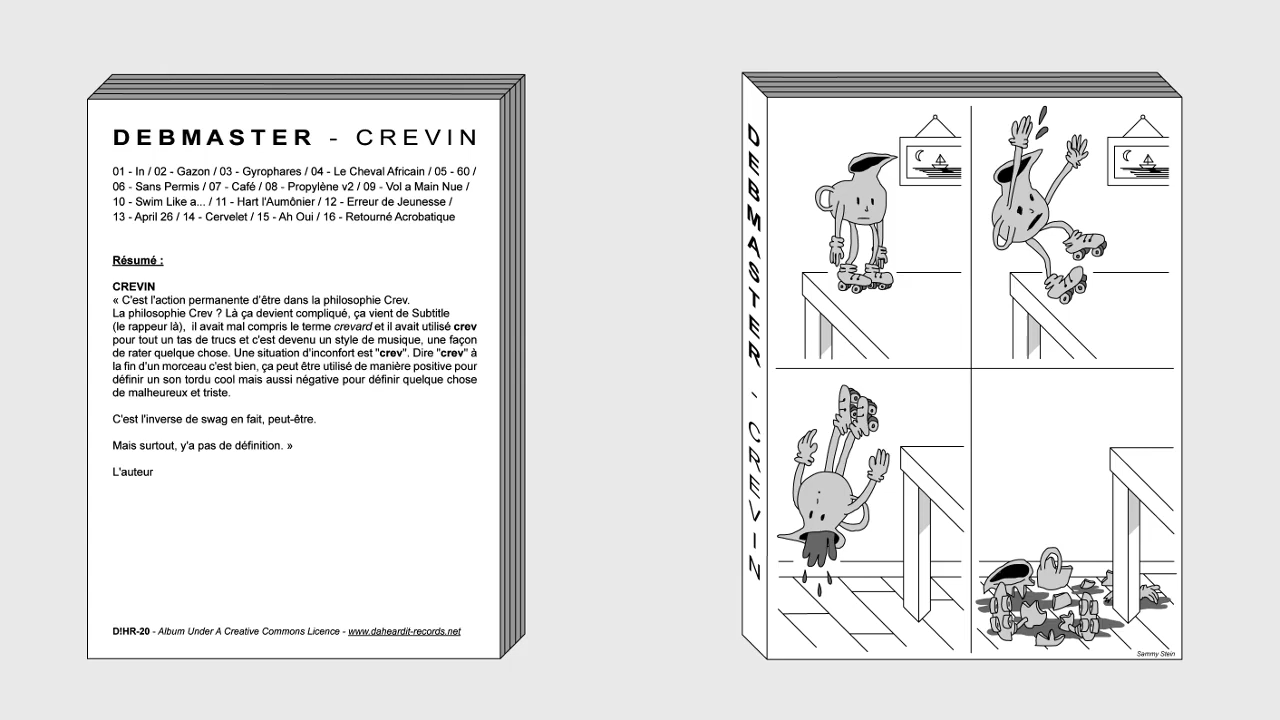 DEBMASTER - CREVIN
01 - In / 02 - Gazon / 03 - Gyrophares / 04 - Le Cheval Africain / 05 - 60 /
06 - Sans Permis / 07 - Café / 08 - Propylène v2 / 09 - Vol a Main Nue /
10 - Swim Like a... / 11 - Hart l'Aumônier / 12 - Erreur de Jeunesse /
13 - April 26 / 14 - Cervelet / 15 - Ah Oui / 16 - Retourné Acrobatique
Résumé :
CREVIN
« C'est l'action permanente d'être dans la philosophie Crev.
La philosophie Crev ? Là ça devient compliqué, ça vient de Subtitle
(le rappeur là), il avait mal compris le terme crevard et il avait utilisé crev
pour tout un tas de trucs et c'est devenu un style de musique, une façon
de rater quelque chose. Une situation d'inconfort est "crev". Dire "crev" à
la fin d'un morceau c'est bien, ça peut être utilisé de manière positive pour
définir un son tordu cool mais aussi négative pour définir quelque chose
de malheureux et triste.
C'est l'inverse de swag en fait, peut-être.
Mais surtout, y'a pas de définition. »
L'auteur
D!HR-20 - Album Under A Creative Commons Licence - www.daheardit-records.net
DEBMASTER - CREVIN
Sammy Stein